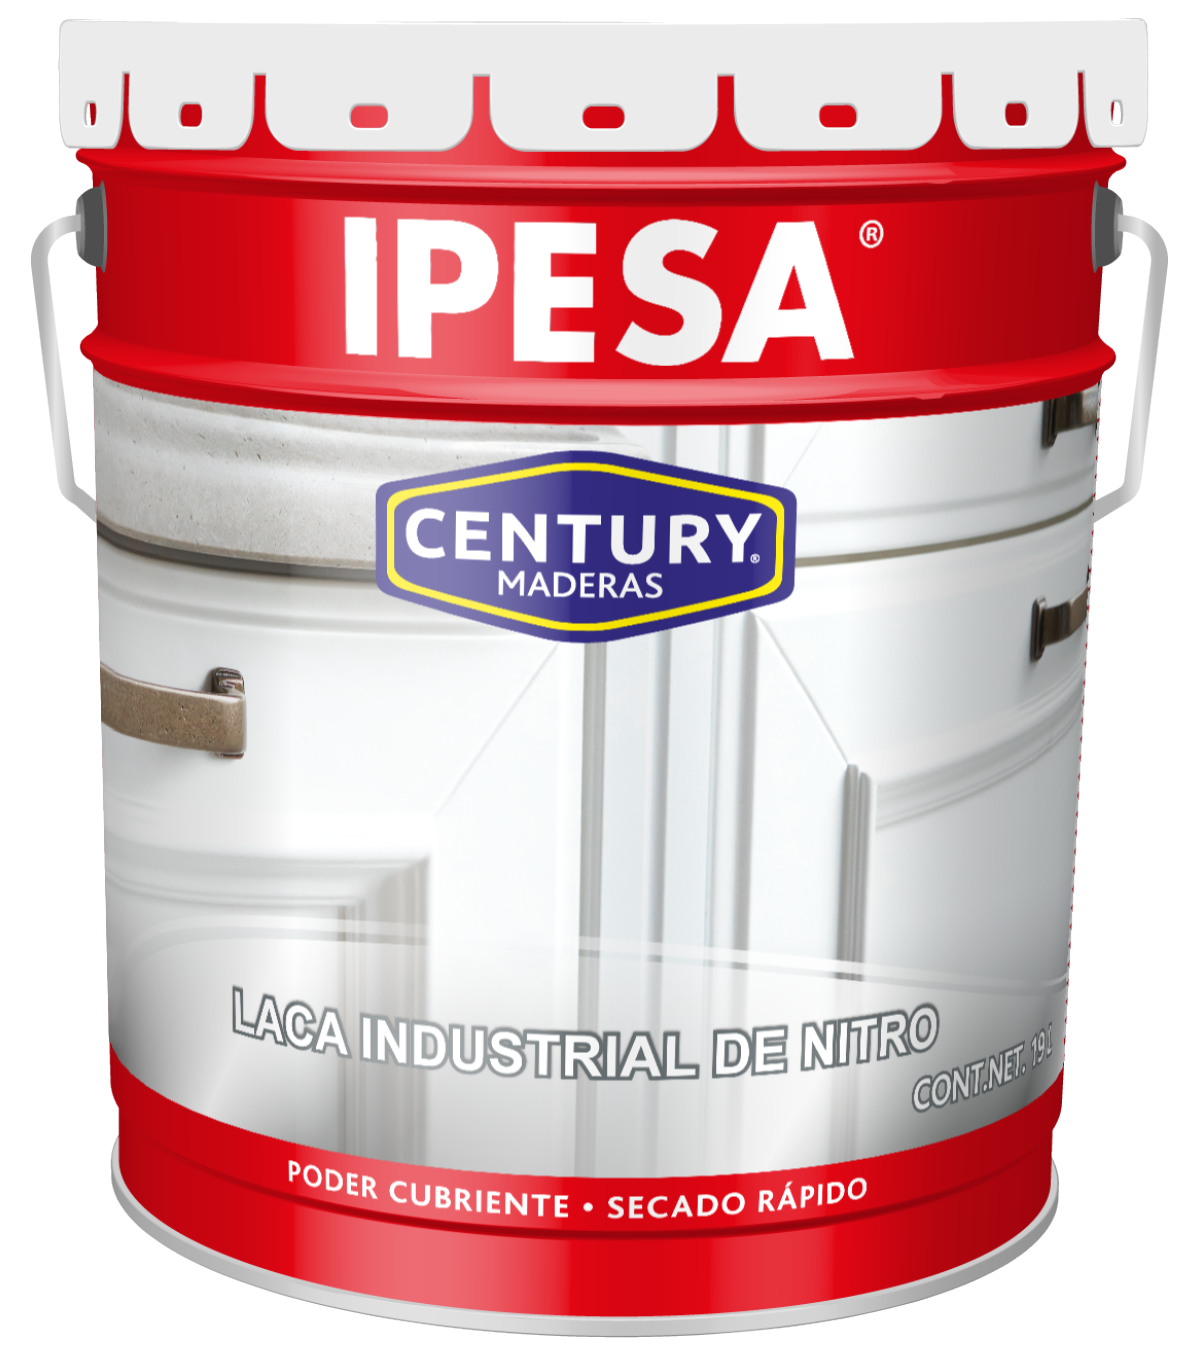 IPESA®
CENTURY®
MADERAS
LACA INDUSTRIAL DE NITRO
CONT.NET. 19 L
PODER CUBRIENTE • SECADO RÁPIDO